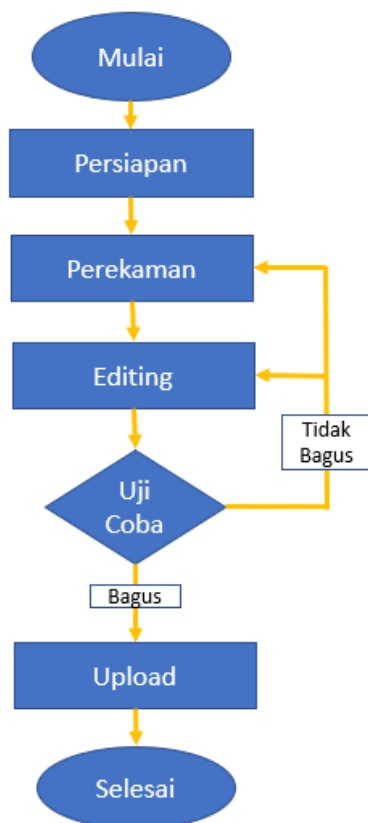 Mulai
Persiapan
Perekaman
Editing
Tidak
Bagus
Uji
Coba
Bagus
Upload
Selesai